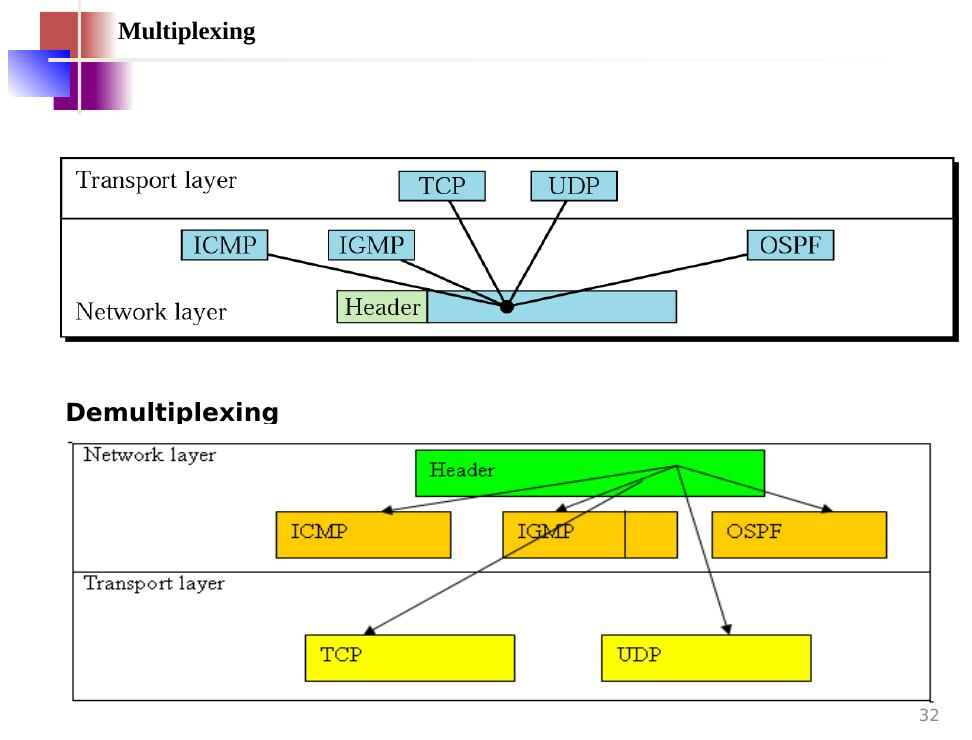 Multiplexing
Transport layer
TCP
UDP
ICMP
IGMP
OSPF
Header
Network layer
Demultiplexing
Network layer
Header
ICMP
IGMP
OSPF
Transport layer
TCP
UDP
32